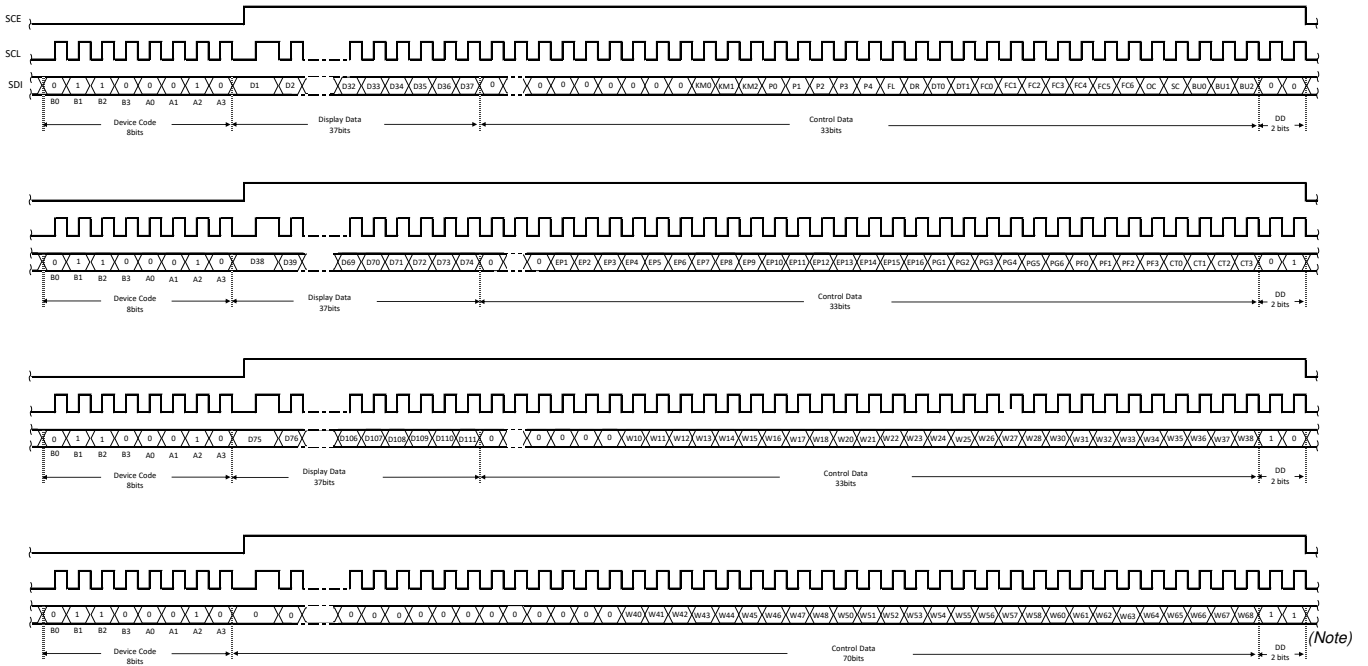 SCE
SCL
SDI 0 1 1 0 0 0 1 0 D1 D2 D32 D33 D34 D35 D36 D37 0 0 0 0 0 0 0 0 KM0 KM1 KM2 P0 P1 P2 P3 P4 FL DR DT0 DT1 FC0 FC1 FC2 FC3 FC4 FC5 FC6 OC SC BU0 BU1 BU2 0 0
B0 B1 B2 B3 A0 A1 A2 A3
Device Code Display Data Control Data DD
8bits 37bits 33bits 2 bits
0 1 1 0 0 0 1 0 D38 D39 D69 D70 D71 D72 D73 D74 0 0 EP1 EP2 EP3 EP4 EP5 EP6 EP7 EP8 EP9 EP10 EP11 EP12 EP13 EP14 EP15 EP16 PG1 PG2 PG3 PG4 PG5 PG6 PF0 PF1 PF2 PF3 CT0 CT1 CT2 CT3 0 1
B0 B1 B2 B3 A0 A1 A2 A3
Device Code Display Data Control Data DD
8bits 37bits 33bits 2 bits
0 1 1 0 0 0 1 0 D75 D76 D106 D107 D108 D109 D110 D111 0 0 0 0 0 W10 W11 W12 W13 W14 W15 W16 W17 W18 W20 W21 W22 W23 W24 W25 W26 W27 W28 W30 W31 W32 W33 W34 W35 W36 W37 W38 1 0
B0 B1 B2 B3 A0 A1 A2 A3
Device Code Display Data Control Data DD
8bits 37bits 33bits 2 bits
0 1 1 0 0 0 1 0 0 0 0 0 0 0 0 0 0 0 0 0 0 0 W40 W41 W42 W43 W44 W45 W46 W47 W48 W50 W51 W52 W53 W54 W55 W56 W57 W58 W60 W61 W62 W63 W64 W65 W66 W67 W68 1 1
B0 B1 B2 B3 A0 A1 A2 A3 (Note)
Device Code Control Data DD
8bits 70bits 2 bits